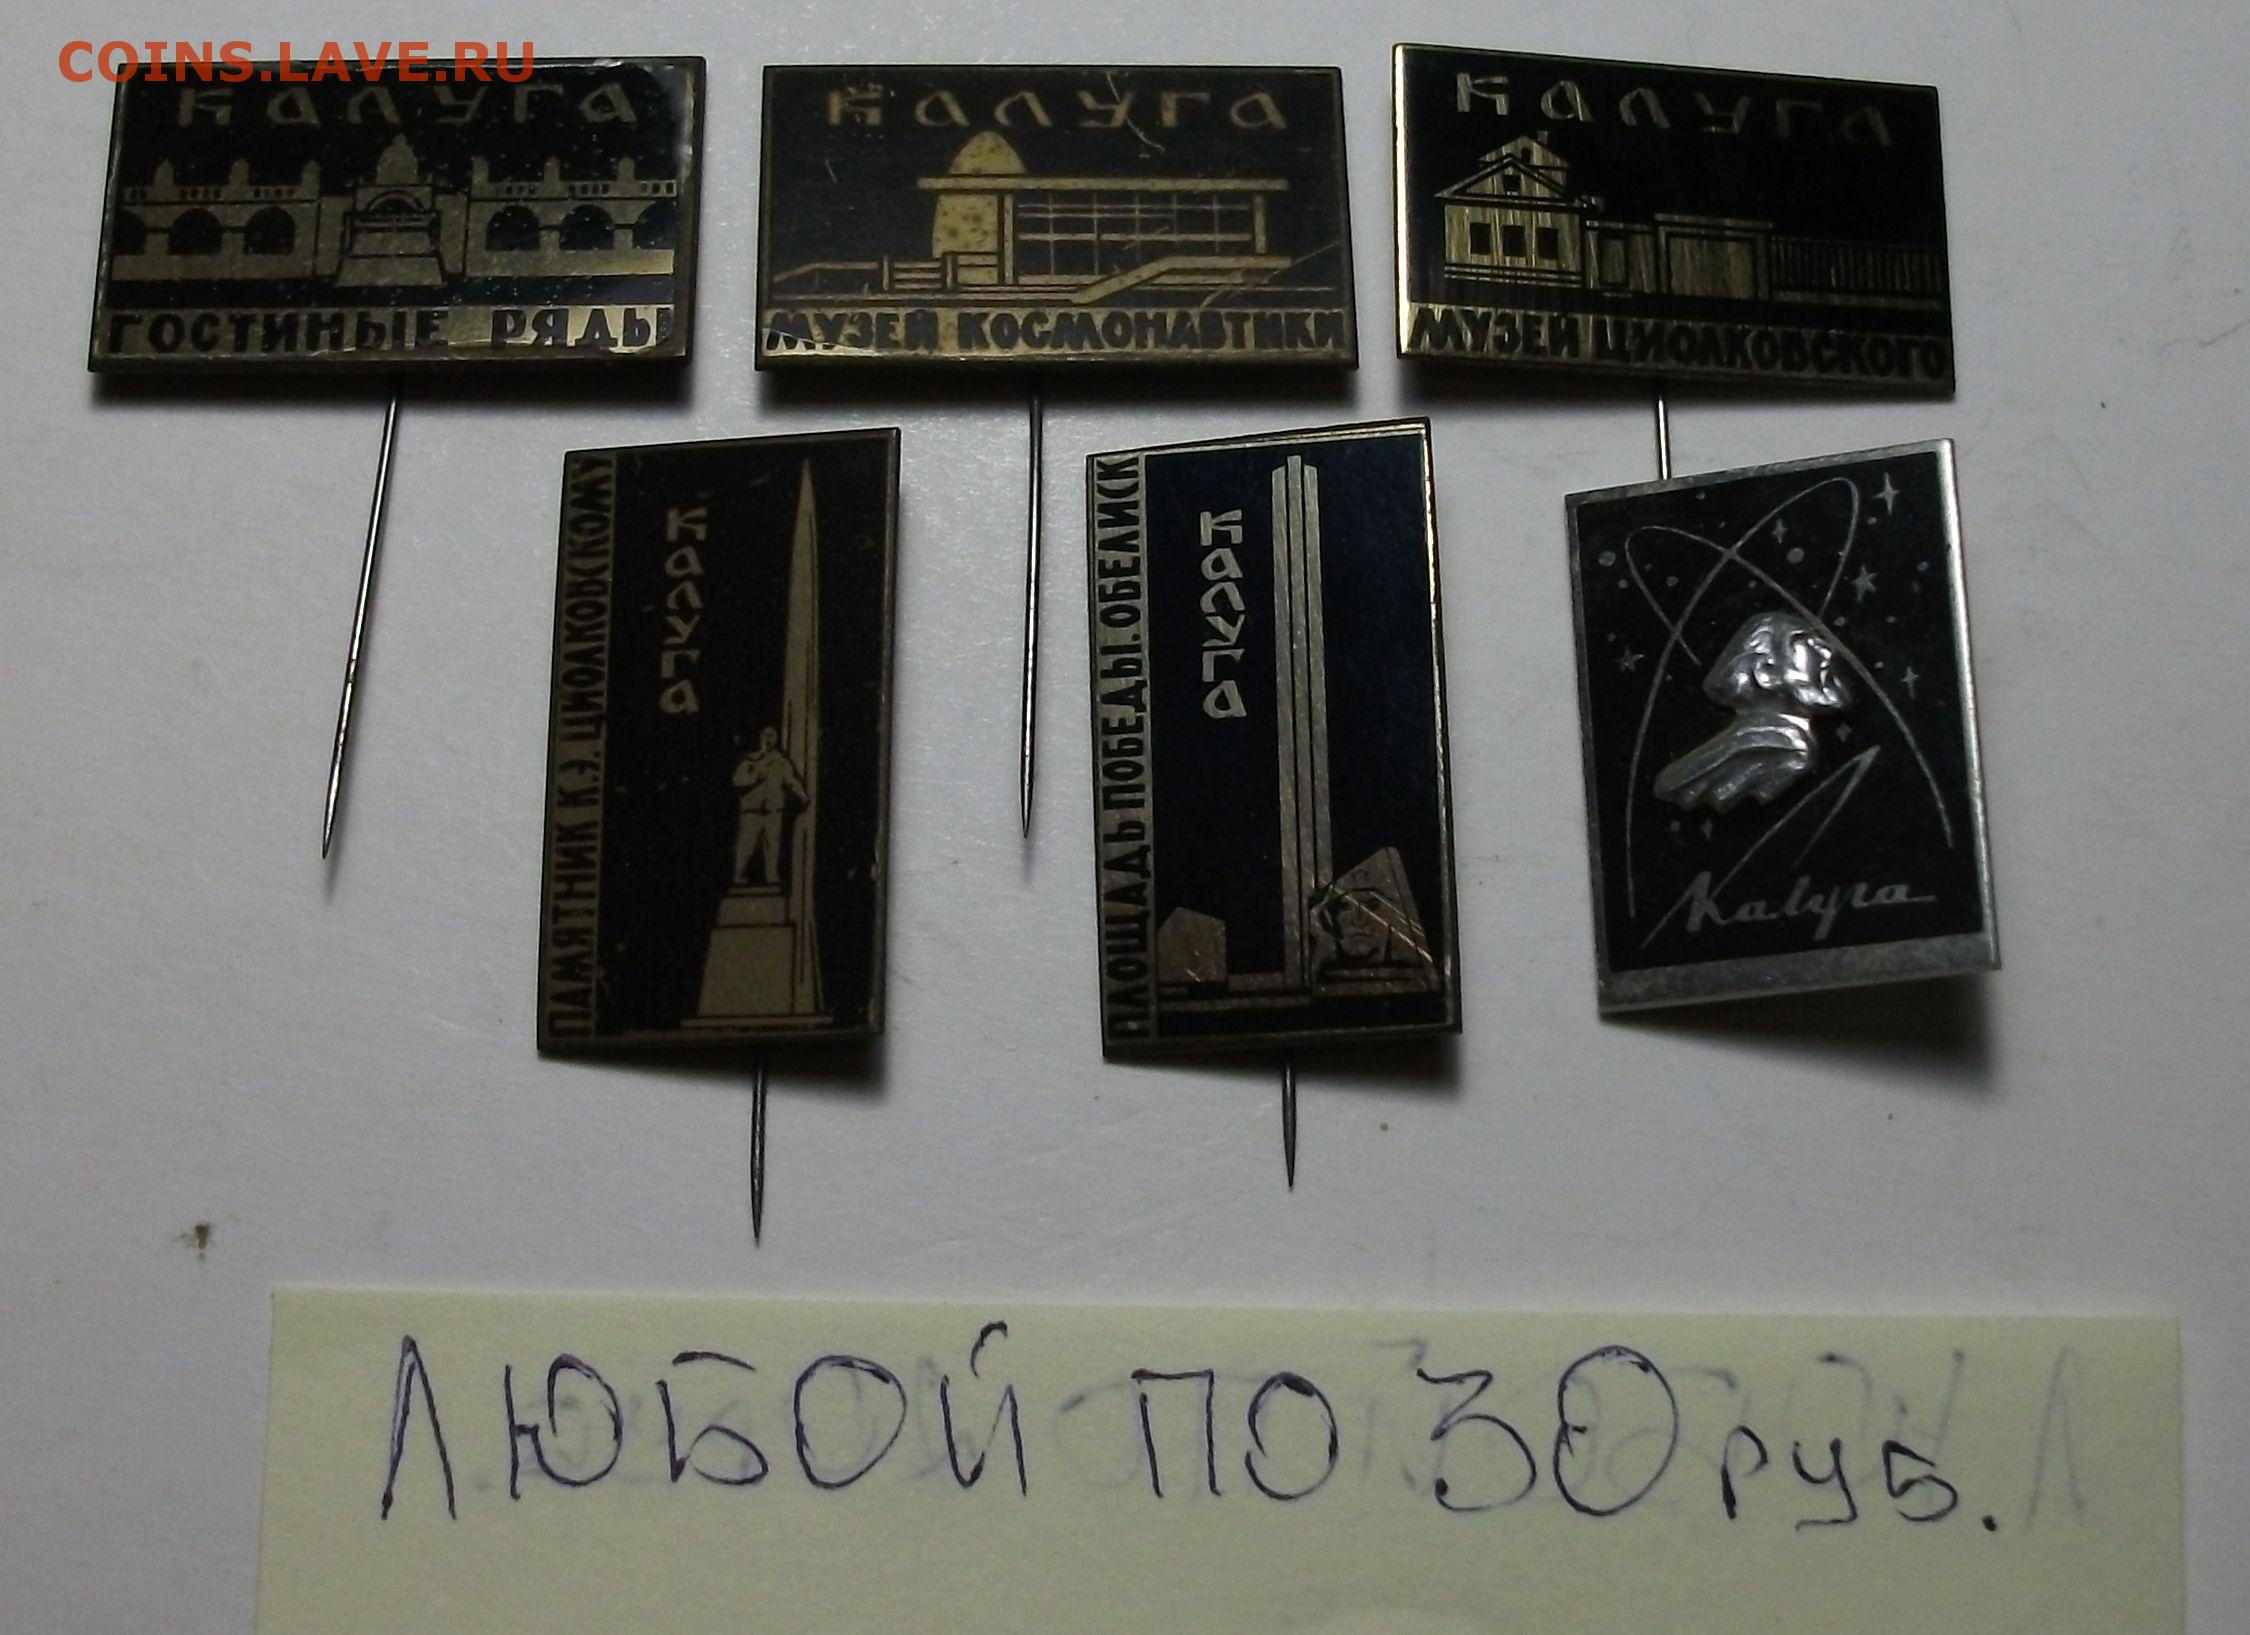 COINS.LAVE.RU
КАЛУГА
ГОСТИНЫЕ РЯДЫ
КАЛУГА
МУЗЕЙ КОСМОНАВТИКИ
КАЛУГА
МУЗЕЙ ЦИОЛКОВСКОГО
ПАМЯТНИК К.Э. ЦИОЛКОВСКОМУ
КАЛУГА
ПЛОЩАДЬ ПОБЕДЫ. ОБЕЛИСК
КАЛУГА
Калуга
ЛЮБОЙ ПО 30 руб.